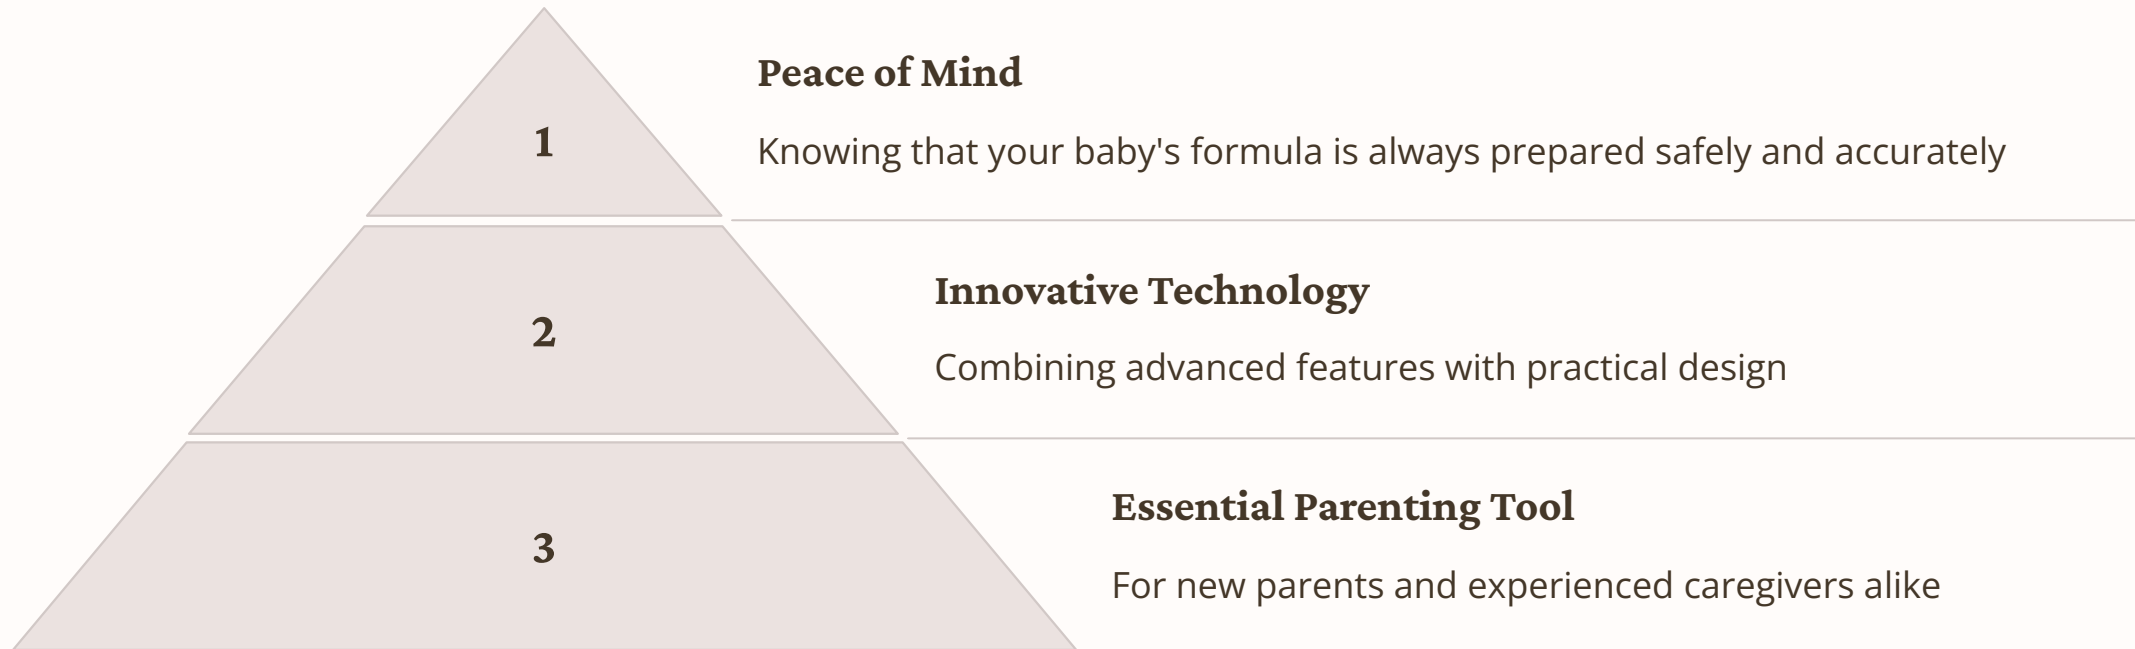 1
Peace of Mind
Knowing that your baby's formula is always prepared safely and accurately
2
Innovative Technology
Combining advanced features with practical design
3
Essential Parenting Tool
For new parents and experienced caregivers alike